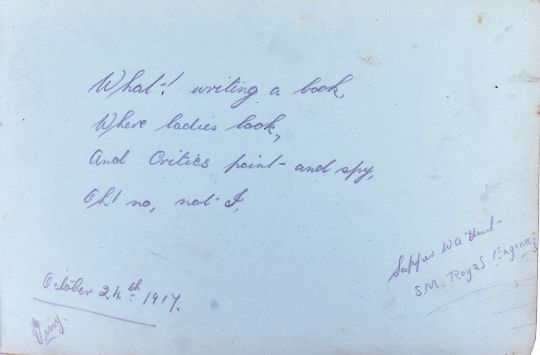 What! writing a book,
Where ladies look,
And Critics point and spy,
Oh! no, not I,
October 24th 1917.
Vimy.
Sapper W A
S.M. Royal Engineers